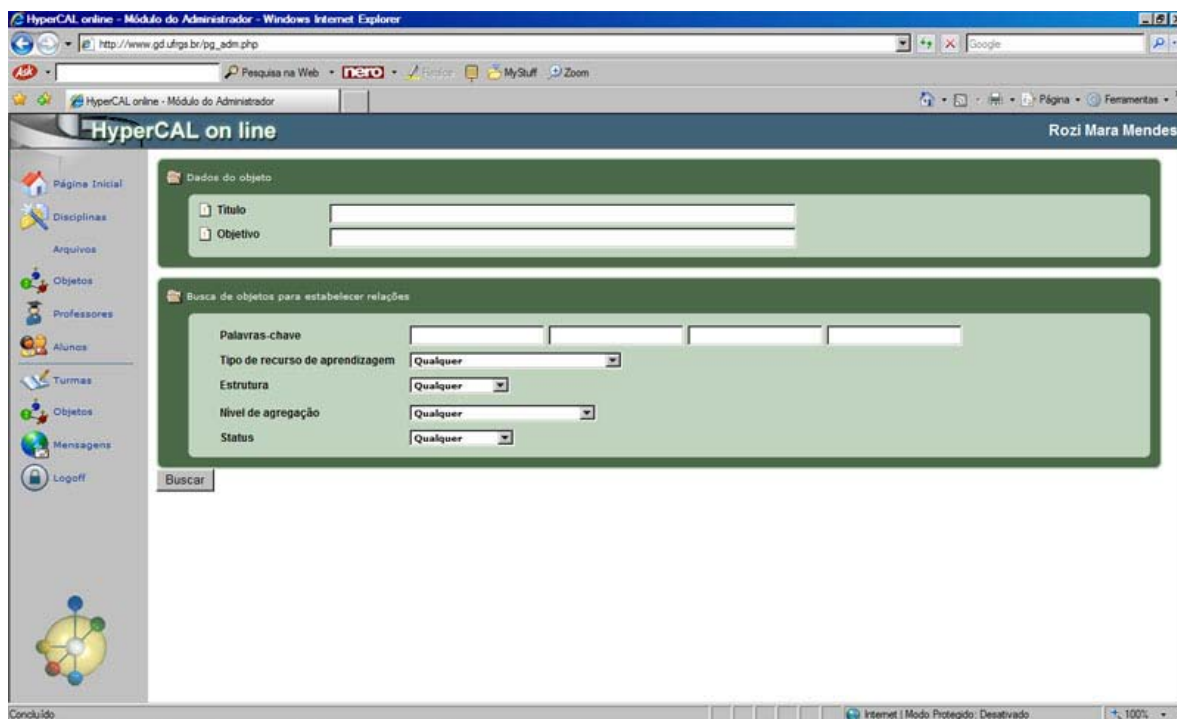 HyperCAL online - Módulo do Administrador - Windows Internet Explorer
http://www.gd.ufrgs.br/pg_adm.php
Google
Ask
Pesquisa na Web
nero
MyStuff
Zoom
HyperCAL online - Módulo do Administrador
Página
Ferramentas
HyperCAL on line
Rozi Mara Mendes
Página Inicial
Disciplinas
Arquivos
Objetos
Professores
Alunos
Turmas
Objetos
Mensagens
Logoff
Dados do objeto
Titulo
Objetivo
Busca de objetos para estabelecer relações
Palavras-chave
Tipo de recurso de aprendizagem Qualquer
Estrutura Qualquer
Nivel de agregação Qualquer
Status Qualquer
Buscar
Concluído
Internet | Modo Protegido: Desativado
100%